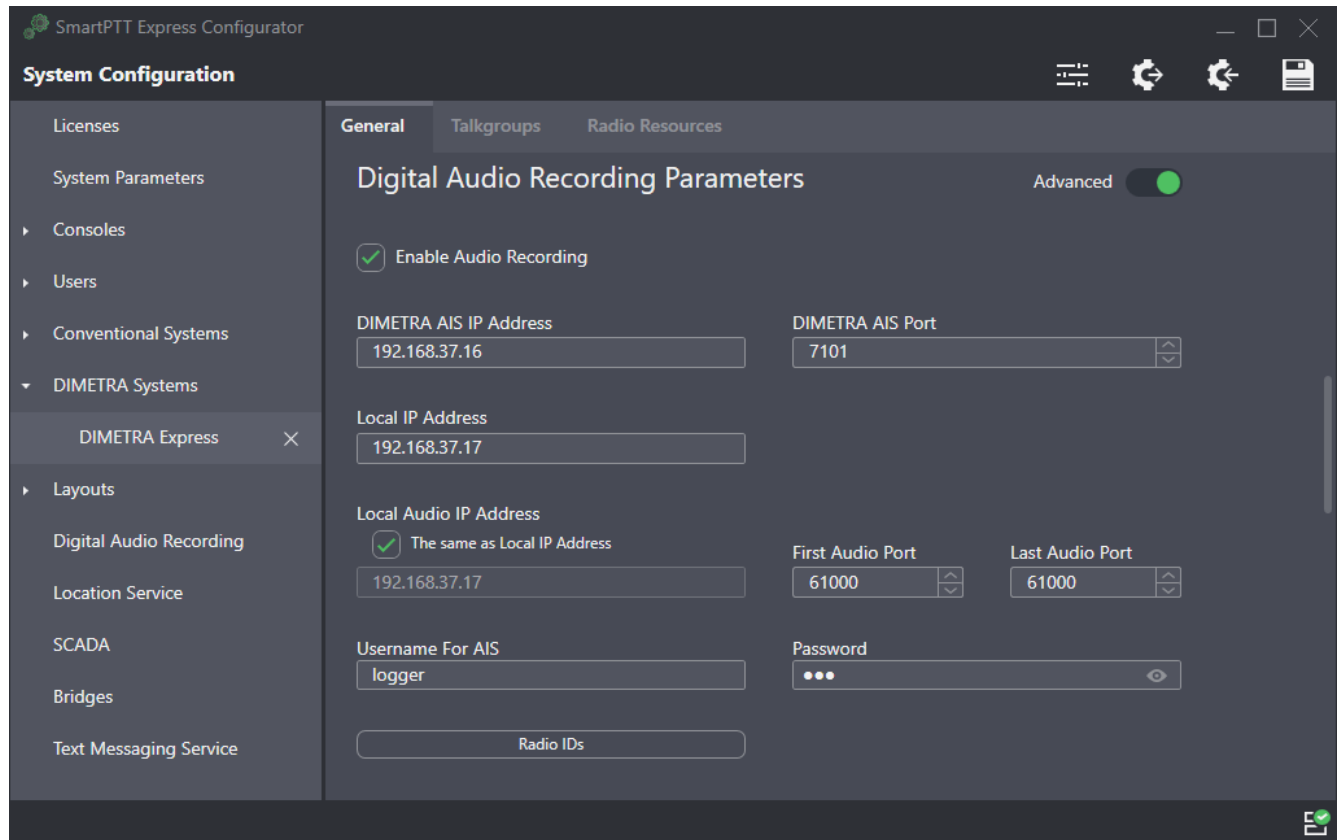 SmartPTT Express Configurator
System Configuration
Licenses
System Parameters
Consoles
Users
Conventional Systems
DIMETRA Systems
DIMETRA Express
Layouts
Digital Audio Recording
Location Service
SCADA
Bridges
Text Messaging Service
General Talkgroups Radio Resources
Digital Audio Recording Parameters Advanced
Enable Audio Recording
DIMETRA AIS IP Address DIMETRA AIS Port
192.168.37.16 7101
Local IP Address
192.168.37.17
Local Audio IP Address
The same as Local IP Address First Audio Port Last Audio Port
192.168.37.17 61000 61000
Username For AIS Password
logger •••
Radio IDs